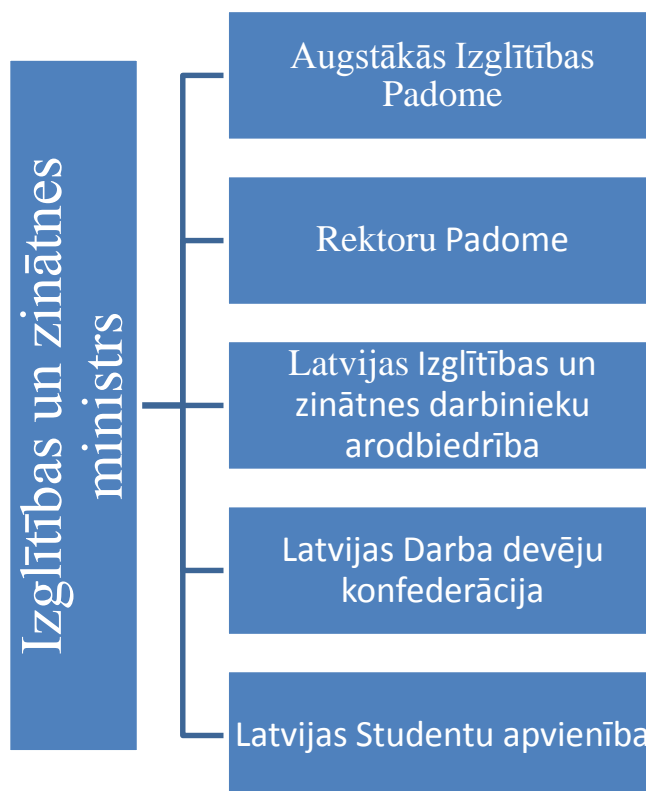 Izglītības un zinātnes
ministrs
Augstākās Izglītības
Padome
Rektoru Padome
Latvijas Izglītības un
zinātnes darbinieku
arodbiedrība
Latvijas Darba devēju
konfederācija
Latvijas Studentu apvienība